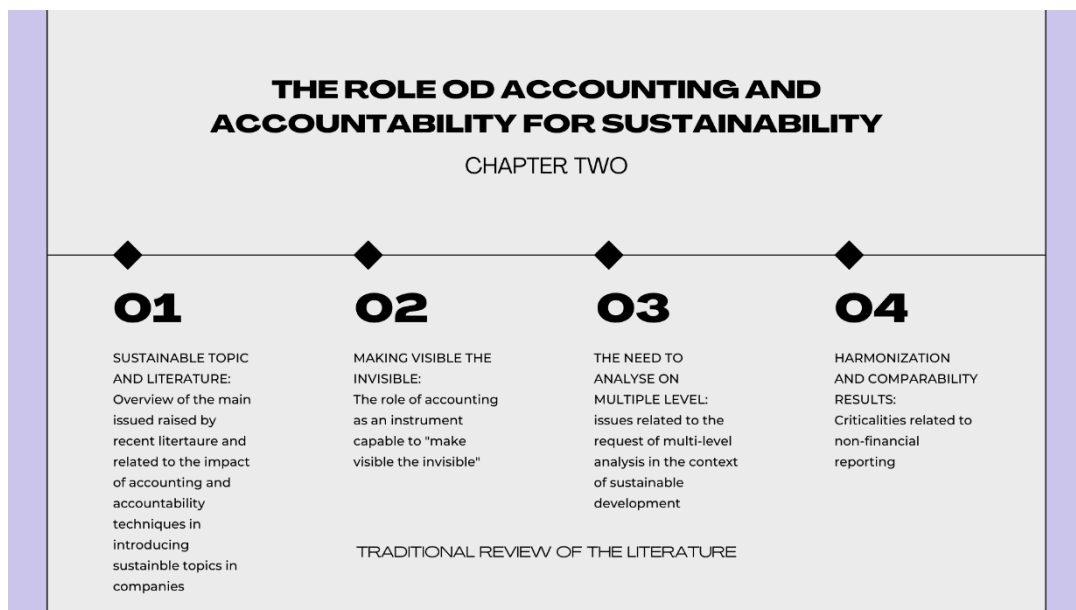 THE ROLE OD ACCOUNTING AND
ACCOUNTABILITY FOR SUSTAINABILITY
CHAPTER TWO
01
SUSTAINABLE TOPIC
AND LITERATURE:
Overview of the main
issued raised by
recent litertaure and
related to the impact
of accounting and
accountability
techniques in
introducing
sustainble topics in
companies
02
MAKING VISIBLE THE
INVISIBLE:
The role of accounting
as an instrument
capable to "make
visible the invisible"
03
THE NEED TO
ANALYSE ON
MULTIPLE LEVEL:
issues related to the
request of multi-level
analysis in the context
of sustainable
development
04
HARMONIZATION
AND COMPARABILITY
RESULTS:
Criticalities related to
non-financial
reporting
TRADITIONAL REVIEW OF THE LITERATURE